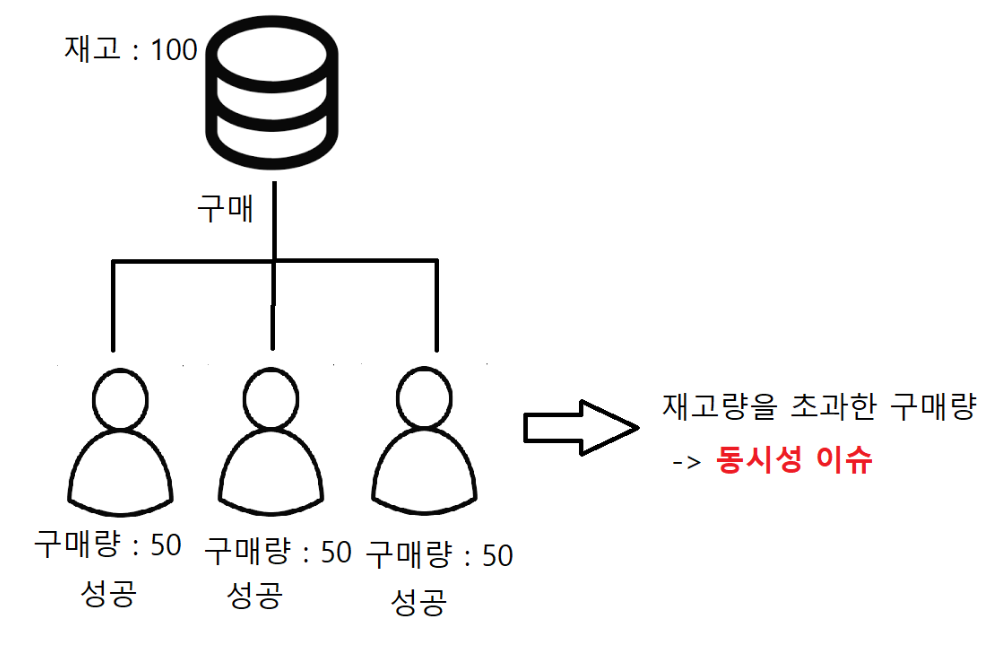 재고 : 100
구매
구매량 : 50
성공
구매량 : 50
성공
구매량 : 50
성공
재고량을 초과한 구매량
-> 동시성 이슈